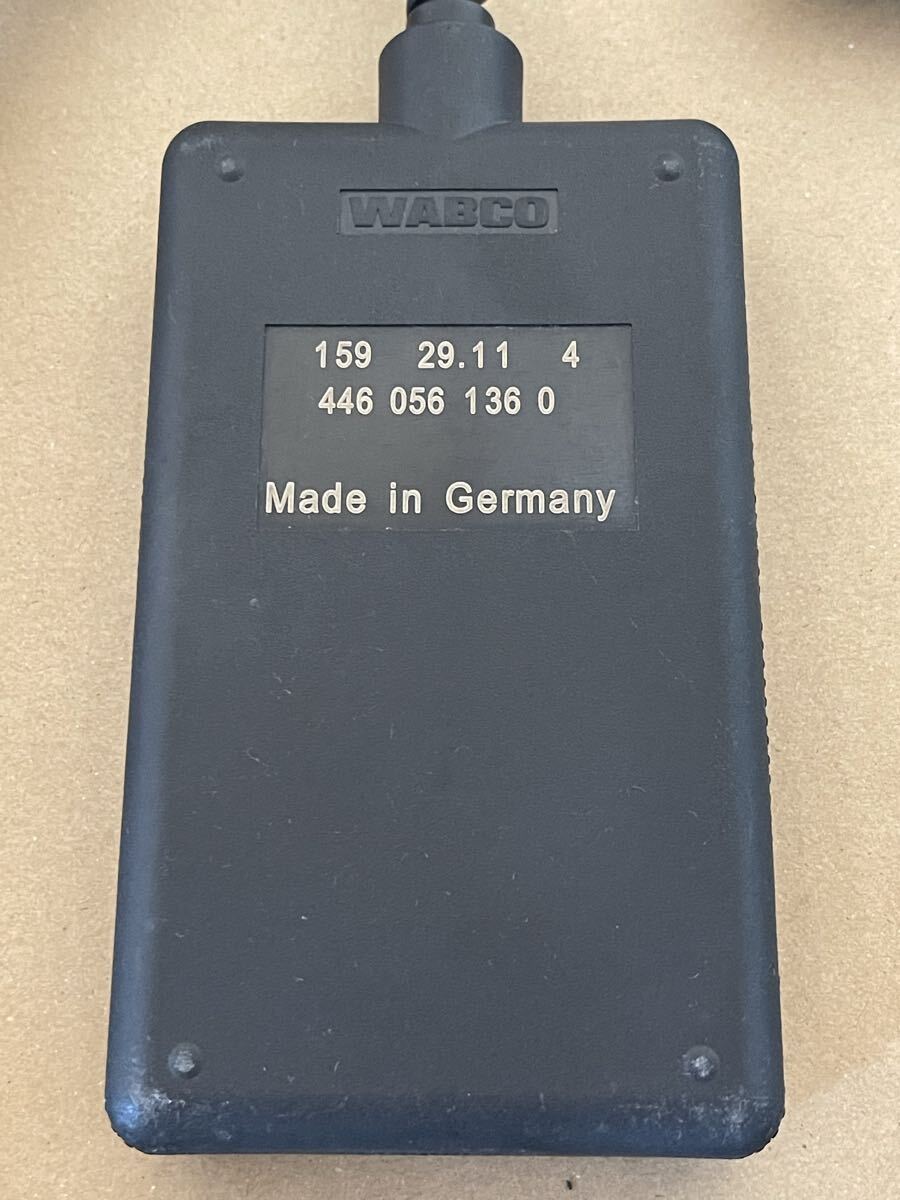 WABCO
159 29.11 4
446 056 136 0
Made in Germany